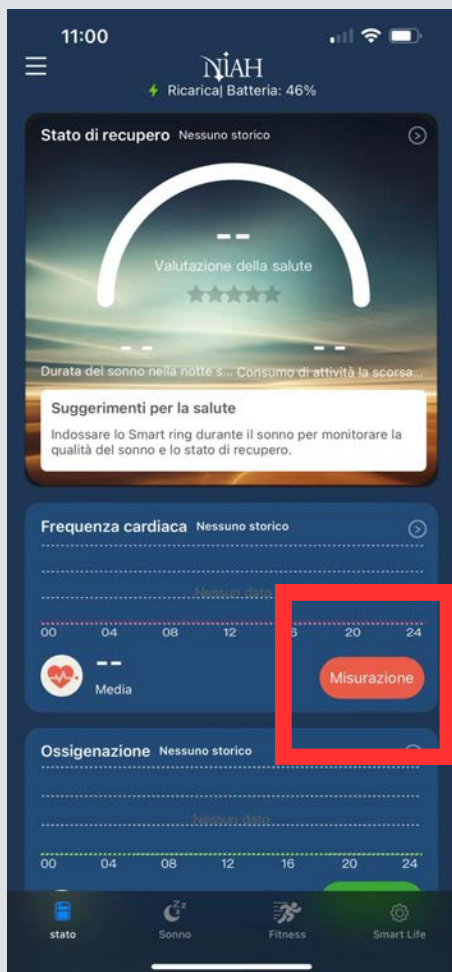 11:00
NIAH
Ricarica| Batteria: 46%
Stato di recupero Nessuno storico
--
Valutazione della salute
-- --
Durata del sonno nella notte s... Consumo di attività la scorsa...
Suggerimenti per la salute
Indossare lo Smart ring durante il sonno per monitorare la
qualità del sonno e lo stato di recupero.
Frequenza cardiaca Nessuno storico
Nessun dato
00 04 08 12 20 24
--
Media
Misurazione
Ossigenazione Nessuno storico
Nessun dato
00 04 08 12 16 20 24
stato Sonno Fitness Smart Life